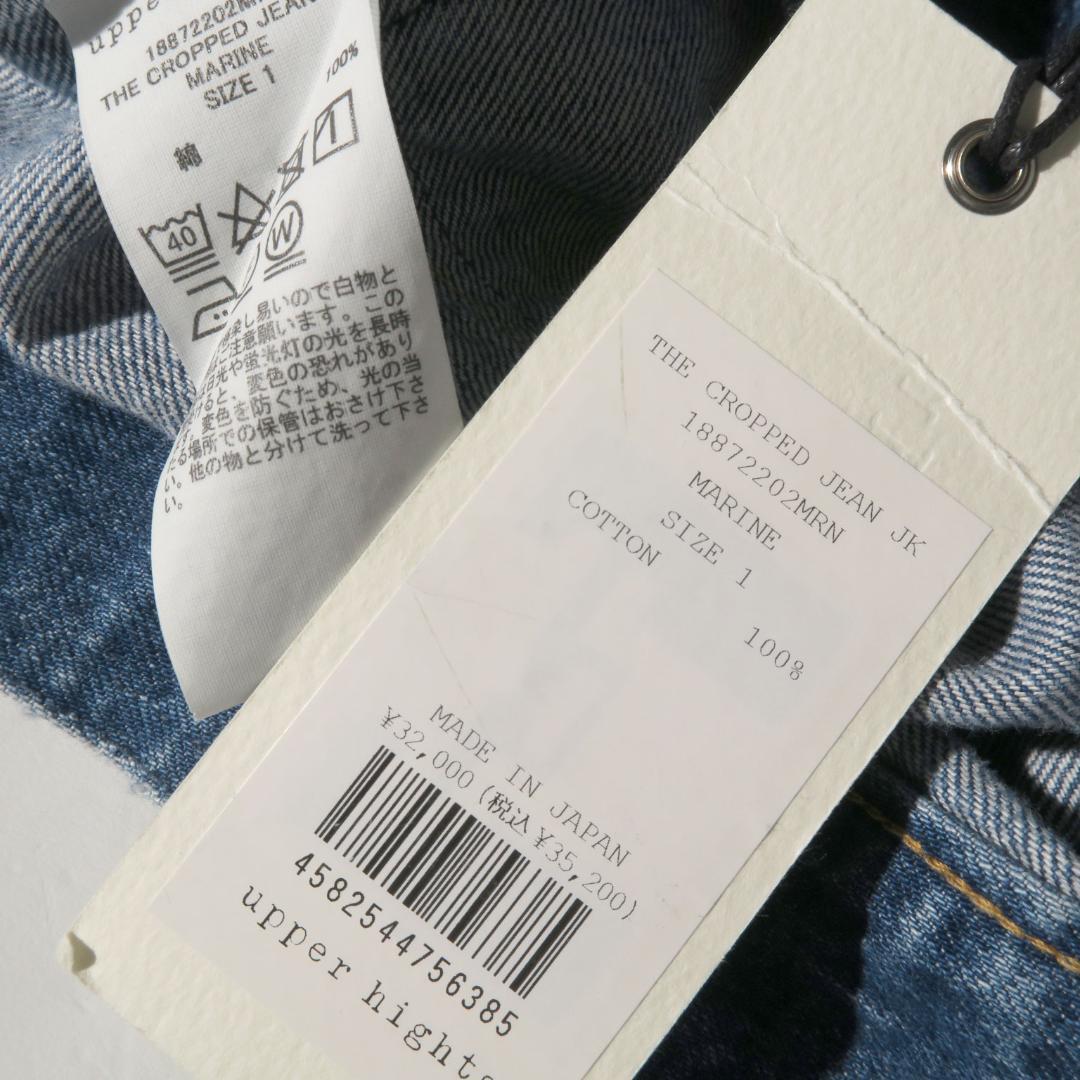 uppe
18872202M
THE CROPPED JEAN
MARINE
SIZE 1
綿
100%
40
W
し易いので白物と
注意願います。この
光や蛍光灯の光を長時
ると、変色の恐れがあり
変色を防ぐため、光の当
たる場所での保管はおさけ下さ
い。他の物と分けて洗って下さ
い。
THE CROPPED JEAN JK
18872202MRN
MARINE
SIZE 1
COTTON
100%
MADE IN JAPAN
¥32,000(税込¥35,200)
4582544756385
upper hights